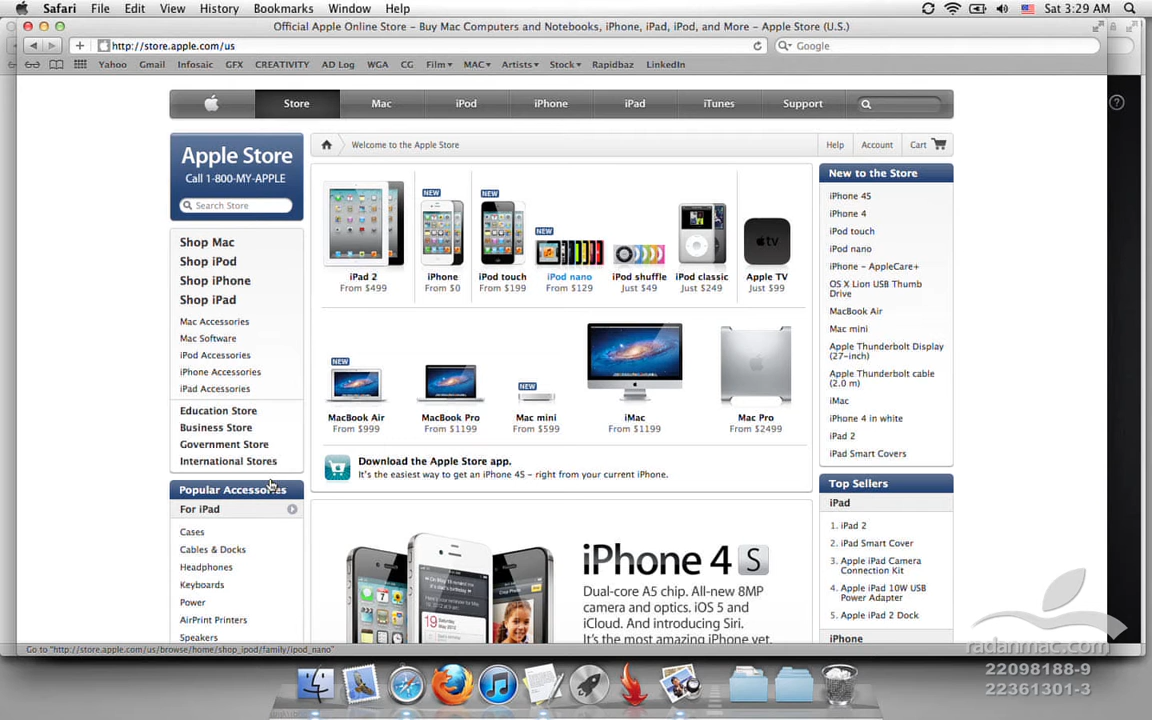 Safari File Edit View History Bookmarks Window Help Sat 3:29 AM
Official Apple Online Store – Buy Mac Computers and Notebooks, iPhone, iPad, iPod, and More – Apple Store (U.S.)
http://store.apple.com/us
Google
Yahoo Gmail Infosaic GFX CREATIVITY AD Log WGA CG Film MAC Artists Stock Rapidbaz LinkedIn
Store Mac iPod iPhone iPad iTunes Support
Apple Store
Call 1-800-MY-APPLE
Search Store
Shop Mac
Shop iPod
Shop iPhone
Shop iPad
Mac Accessories
Mac Software
iPod Accessories
iPhone Accessories
iPad Accessories
Education Store
Business Store
Government Store
International Stores
Popular Accessories
For iPad
Cases
Cables & Docks
Headphones
Keyboards
Power
AirPrint Printers
Speakers
Welcome to the Apple Store
Help Account Cart
NEW NEW
NEW
tv
iPad 2 iPhone iPod touch iPod nano iPod shuffle iPod classic Apple TV
From $499 From $0 From $199 From $129 Just $49 Just $249 Just $99
NEW
NEW
MacBook Air MacBook Pro Mac mini iMac Mac Pro
From $999 From $1199 From $599 From $1199 From $2499
Download the Apple Store app.
It's the easiest way to get an iPhone 4S – right from your current iPhone.
iPhone 4 S
Dual-core A5 chip. All-new 8MP
camera and optics. iOS 5 and
iCloud. And introducing Siri.
It's the most amazing iPhone yet.
New to the Store
iPhone 4S
iPhone 4
iPod touch
iPod nano
iPhone – AppleCare+
OS X Lion USB Thumb
Drive
MacBook Air
Mac mini
Apple Thunderbolt Display
(27-inch)
Apple Thunderbolt cable
(2.0 m)
iMac
iPhone 4 in white
iPad 2
iPad Smart Covers
Top Sellers
iPad
1. iPad 2
2. iPad Smart Cover
3. Apple iPad Camera
Connection Kit
4. Apple iPad 10W USB
Power Adapter
5. Apple iPad 2 Dock
iPhone
Go to "http://store.apple.com/us/browse/home/shop_ipod/family/ipod_nano"
radanmac.com
22098188-9
22361301-3